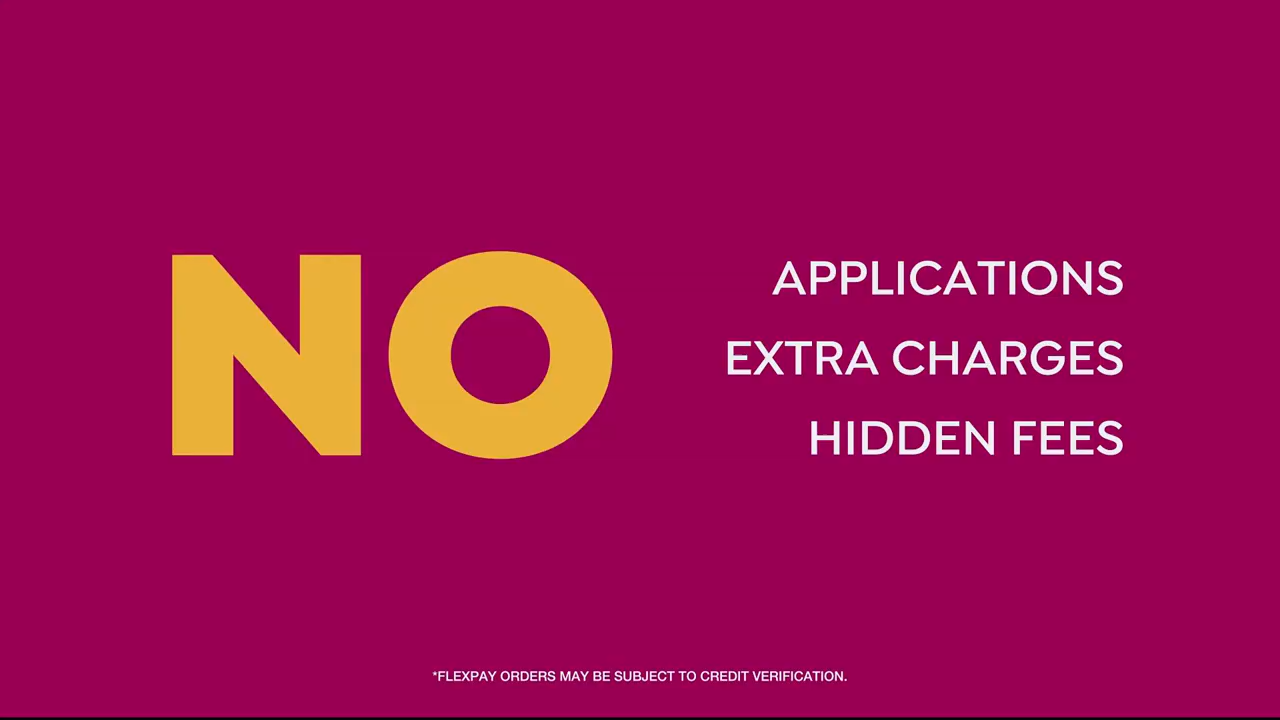 NO
APPLICATIONS
EXTRA CHARGES
HIDDEN FEES
*FLEXPAY ORDERS MAY BE SUBJECT TO CREDIT VERIFICATION.